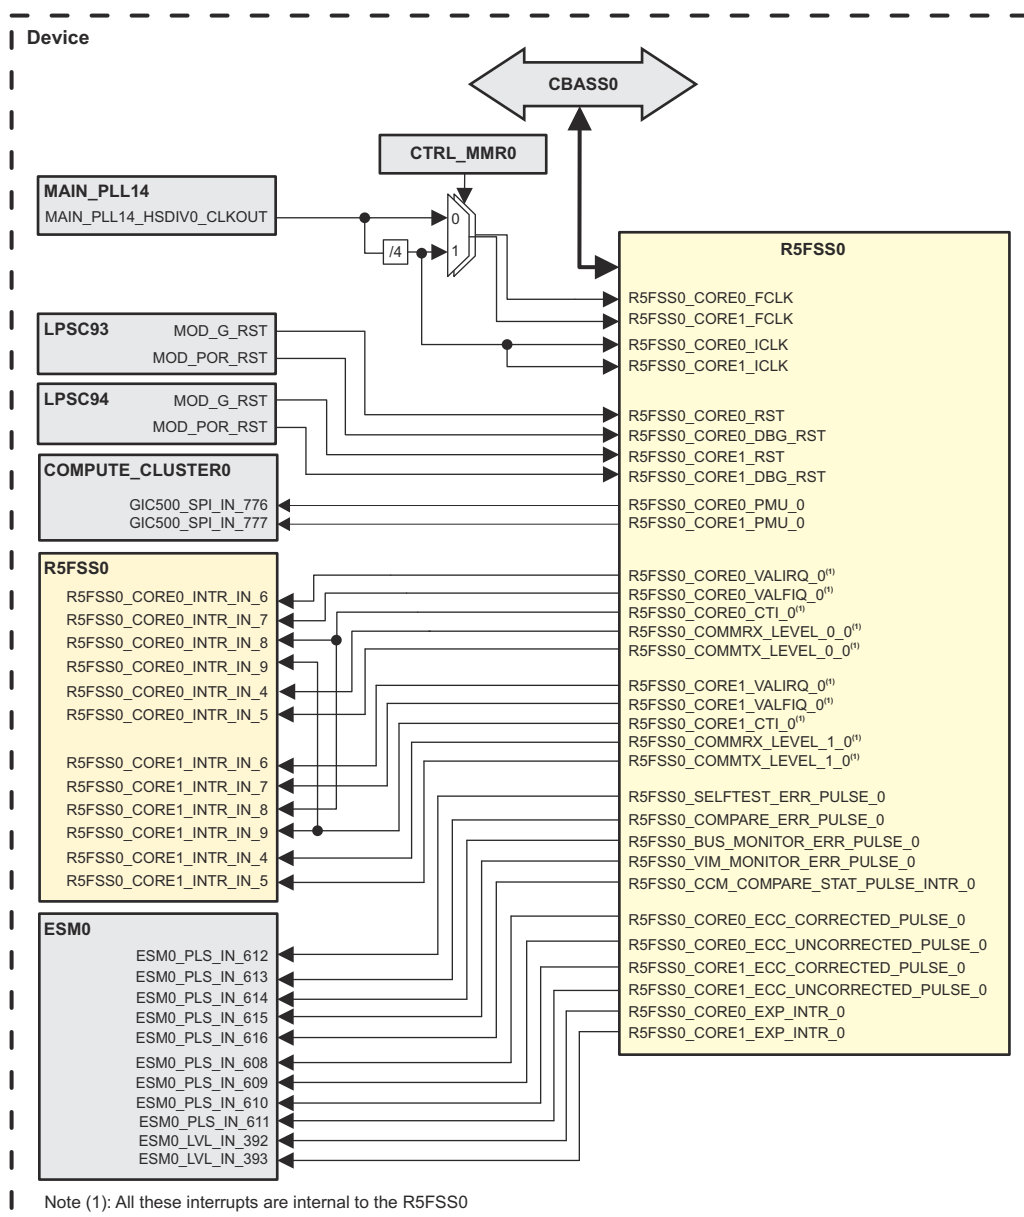 Device
CBASS0
CTRL_MMR0
MAIN_PLL14
MAIN_PLL14_HSDIV0_CLKOUT
0
/4
1
LPSC93
MOD_G_RST
MOD_POR_RST
LPSC94
MOD_G_RST
MOD_POR_RST
COMPUTE_CLUSTER0
GIC500_SPI_IN_776
GIC500_SPI_IN_777
R5FSS0
R5FSS0_CORE0_INTR_IN_6
R5FSS0_CORE0_INTR_IN_7
R5FSS0_CORE0_INTR_IN_8
R5FSS0_CORE0_INTR_IN_9
R5FSS0_CORE0_INTR_IN_4
R5FSS0_CORE0_INTR_IN_5
R5FSS0_CORE1_INTR_IN_6
R5FSS0_CORE1_INTR_IN_7
R5FSS0_CORE1_INTR_IN_8
R5FSS0_CORE1_INTR_IN_9
R5FSS0_CORE1_INTR_IN_4
R5FSS0_CORE1_INTR_IN_5
ESM0
ESM0_PLS_IN_612
ESM0_PLS_IN_613
ESM0_PLS_IN_614
ESM0_PLS_IN_615
ESM0_PLS_IN_616
ESM0_PLS_IN_608
ESM0_PLS_IN_609
ESM0_PLS_IN_610
ESM0_PLS_IN_611
ESM0_LVL_IN_392
ESM0_LVL_IN_393
R5FSS0
R5FSS0_CORE0_FCLK
R5FSS0_CORE1_FCLK
R5FSS0_CORE0_ICLK
R5FSS0_CORE1_ICLK
R5FSS0_CORE0_RST
R5FSS0_CORE0_DBG_RST
R5FSS0_CORE1_RST
R5FSS0_CORE1_DBG_RST
R5FSS0_CORE0_PMU_0
R5FSS0_CORE1_PMU_0
R5FSS0_CORE0_VALIRQ_0(1)
R5FSS0_CORE0_VALFIQ_0(1)
R5FSS0_CORE0_CTI_0(1)
R5FSS0_COMMRX_LEVEL_0_0(1)
R5FSS0_COMMTX_LEVEL_0_0(1)
R5FSS0_CORE1_VALIRQ_0(1)
R5FSS0_CORE1_VALFIQ_0(1)
R5FSS0_CORE1_CTI_0(1)
R5FSS0_COMMRX_LEVEL_1_0(1)
R5FSS0_COMMTX_LEVEL_1_0(1)
R5FSS0_SELFTEST_ERR_PULSE_0
R5FSS0_COMPARE_ERR_PULSE_0
R5FSS0_BUS_MONITOR_ERR_PULSE_0
R5FSS0_VIM_MONITOR_ERR_PULSE_0
R5FSS0_CCM_COMPARE_STAT_PULSE_INTR_0
R5FSS0_CORE0_ECC_CORRECTED_PULSE_0
R5FSS0_CORE0_ECC_UNCORRECTED_PULSE_0
R5FSS0_CORE1_ECC_CORRECTED_PULSE_0
R5FSS0_CORE1_ECC_UNCORRECTED_PULSE_0
R5FSS0_CORE0_EXP_INTR_0
R5FSS0_CORE1_EXP_INTR_0
Note (1): All these interrupts are internal to the R5FSS0